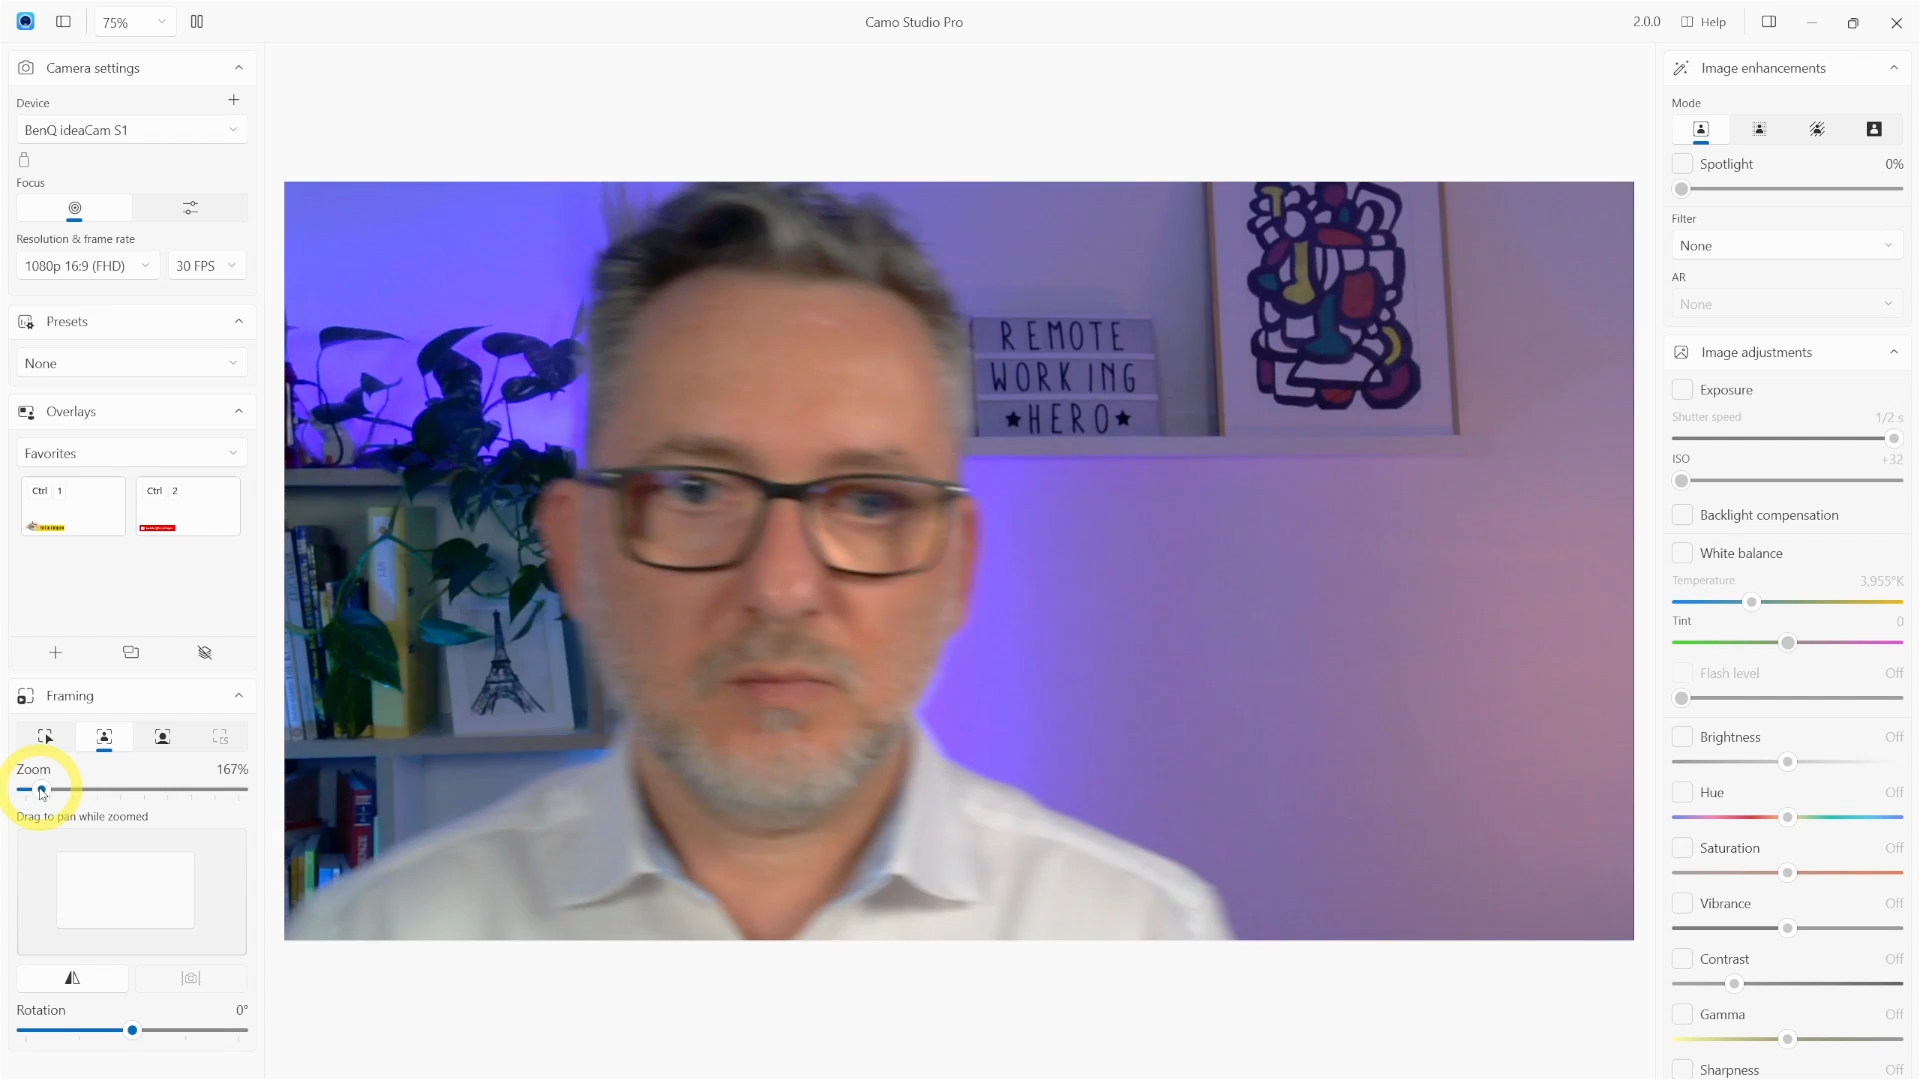 75%
Camo Studio Pro
2.0.0
Help
Camera settings
Device
BenQ ideaCam S1
Focus
Resolution & frame rate
1080p 16:9 (FHD)
30 FPS
Presets
None
Overlays
Favorites
Ctrl 1
Ctrl 2
Framing
Zoom
167%
Drag to pan while zoomed
Rotation
0°
REMOTE
WORKING
★HERO★
Image enhancements
Mode
Spotlight
0%
Filter
None
AR
None
Image adjustments
Exposure
Shutter speed
1/2 s
ISO
+32
Backlight compensation
White balance
Temperature
3,955°K
Tint
0
Flash level
Off
Brightness
Off
Hue
Off
Saturation
Off
Vibrance
Off
Contrast
Off
Gamma
Off
Sharpness
Off